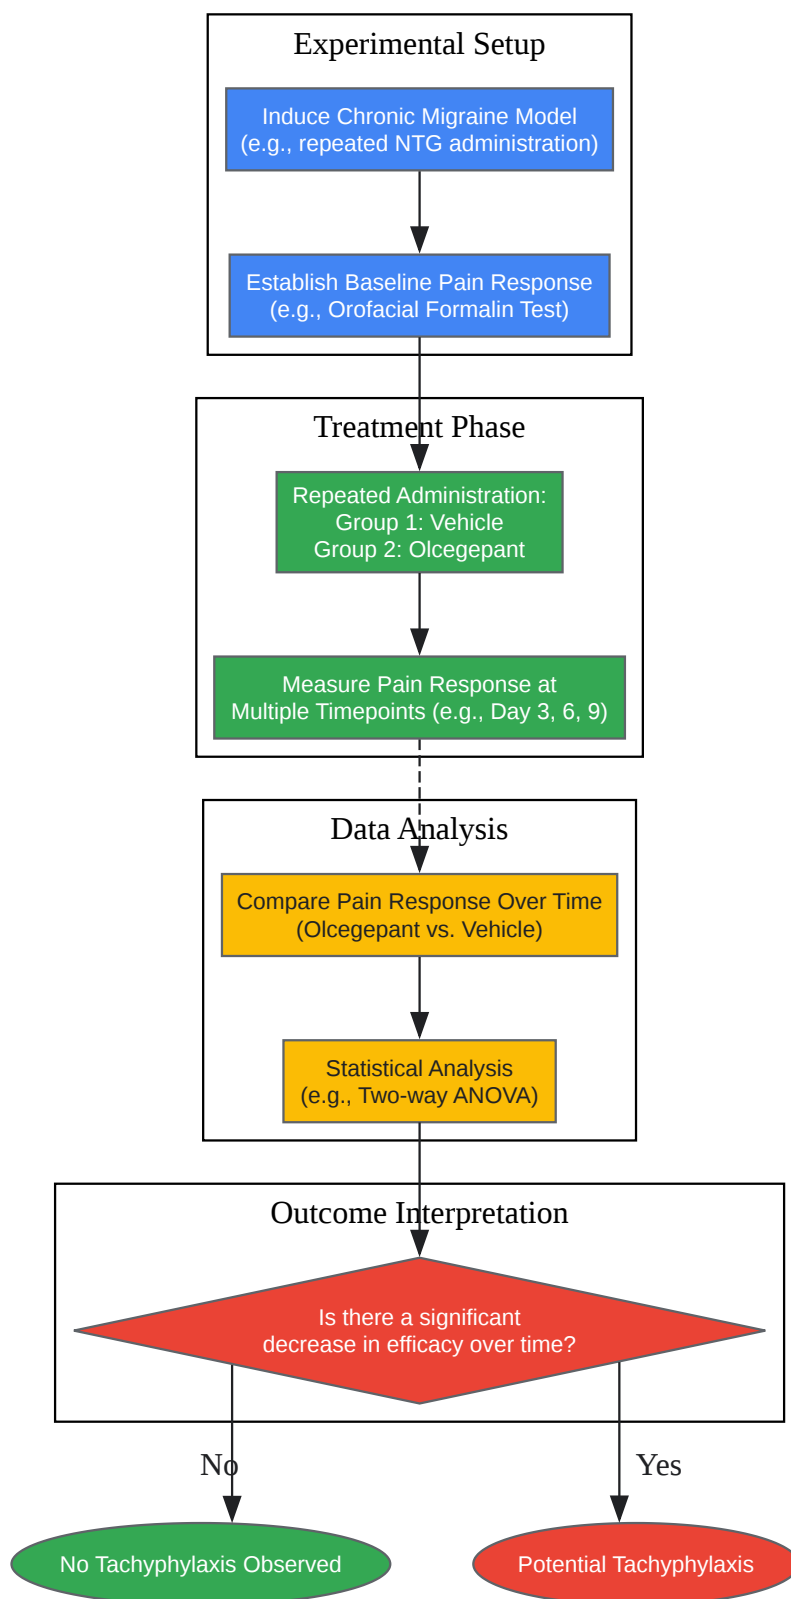 Experimental Setup
Induce Chronic Migraine Model
(e.g., repeated NTG administration)
Establish Baseline Pain Response
(e.g., Orofacial Formalin Test)
Treatment Phase
Repeated Administration:
Group 1: Vehicle
Group 2: Olcegepant
Measure Pain Response at
Multiple Timepoints (e.g., Day 3, 6, 9)
Data Analysis
Compare Pain Response Over Time
(Olcegepant vs. Vehicle)
Statistical Analysis
(e.g., Two-way ANOVA)
Outcome Interpretation
Is there a significant
decrease in efficacy over time?
No
Yes
No Tachyphylaxis Observed
Potential Tachyphylaxis